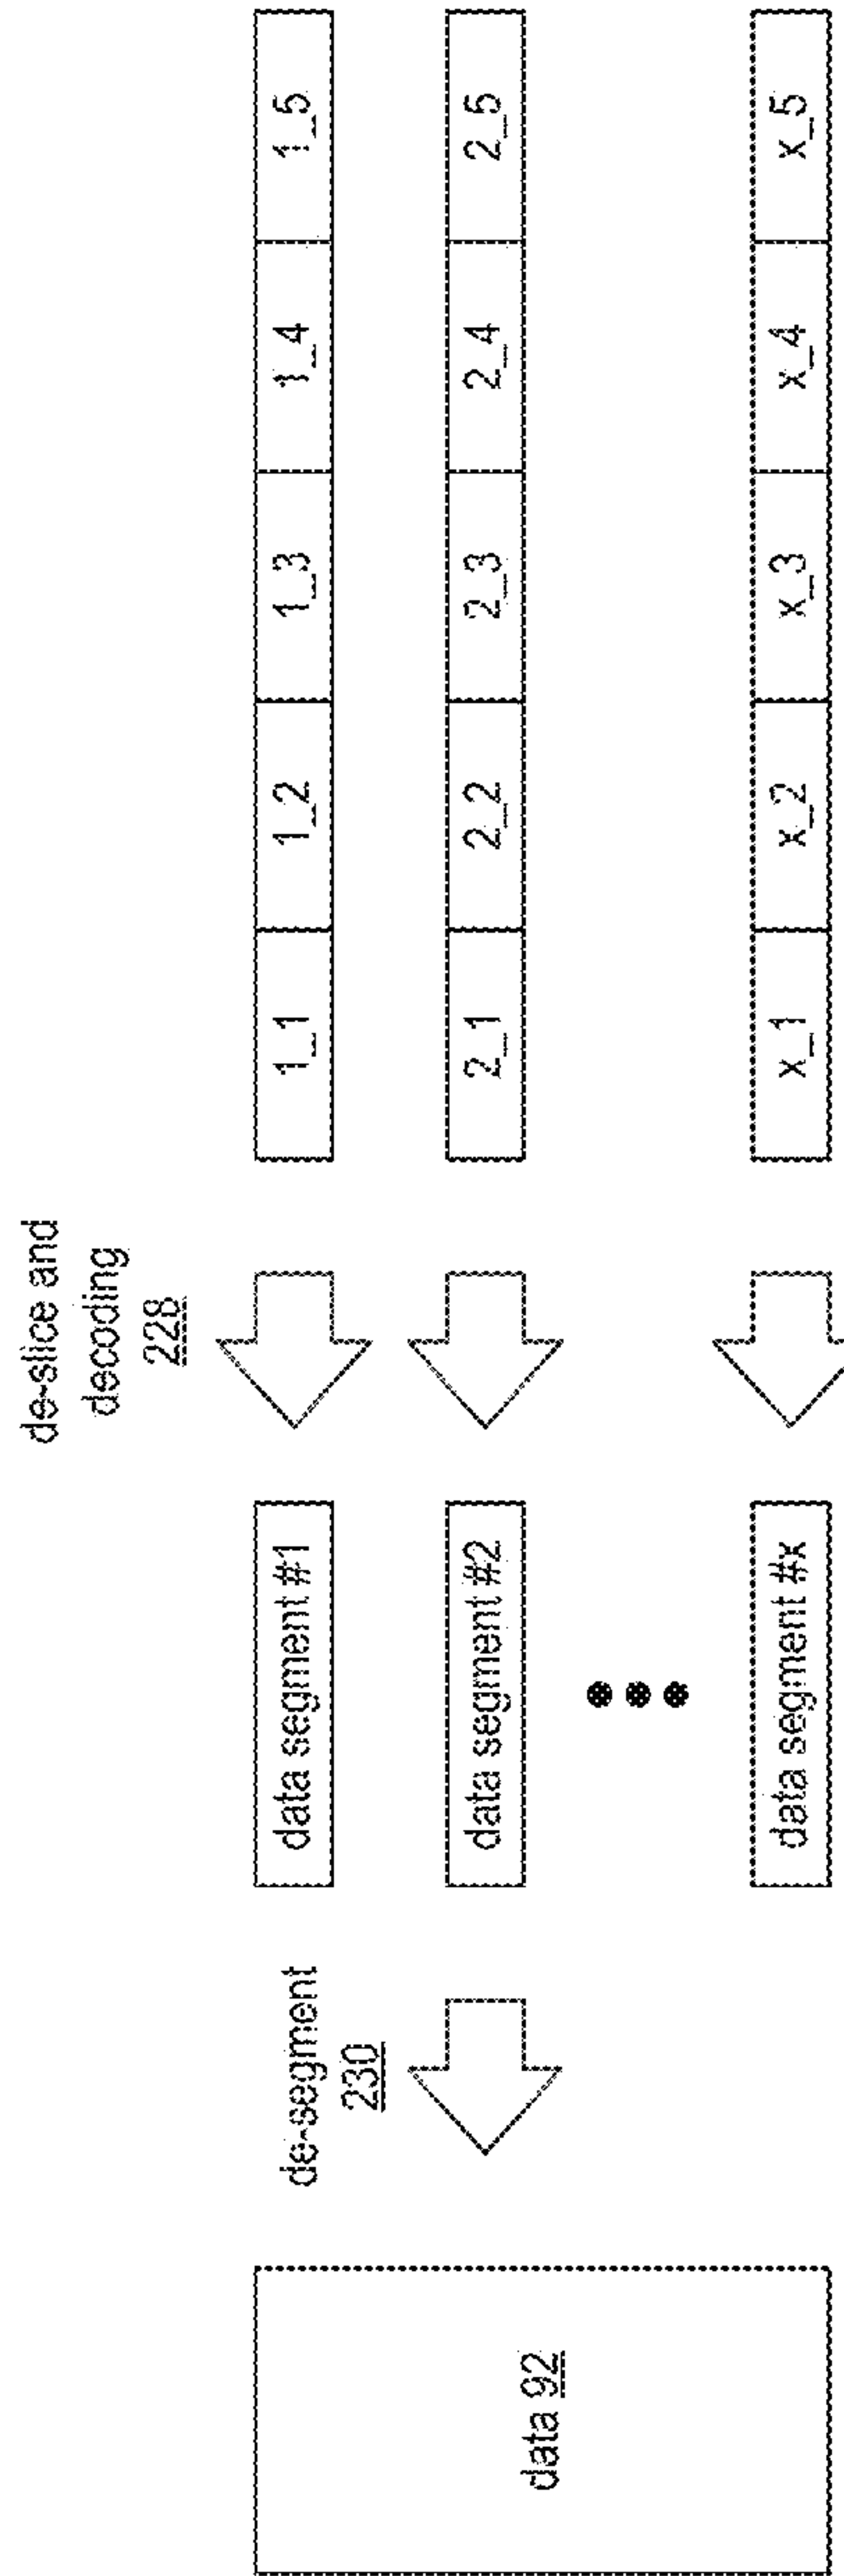 de-slice and
decoding
228
de-segment
230
data 92
data segment #1
1_1
1_2
1_3
1_4
1_5
data segment #2
2_1
2_2
2_3
2_4
2_5
data segment #x
x_1
x_2
x_3
x_4
x_5